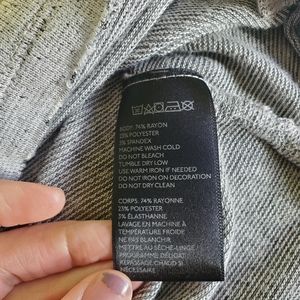 BODY: 74% RAYON
23% POLYESTER
3% SPANDEX
MACHINE WASH COLD
DO NOT BLEACH
TUMBLE DRY LOW
USE WARM IRON IF NEEDED
DO NOT IRON ON DECORATION
DO NOT DRY CLEAN
CORPS: 74% RAYONNE
23% POLYESTER
3% ÉLASTHANNE
LAVAGE EN MACHINE À
TEMPÉRATURE FROIDE
NE PAS BLANCHIR
METTRE AU SÈCHE-LINGE
PROGRAMME DÉLICAT
REPASSAGE CHAUD SI
NÉCESSAIRE